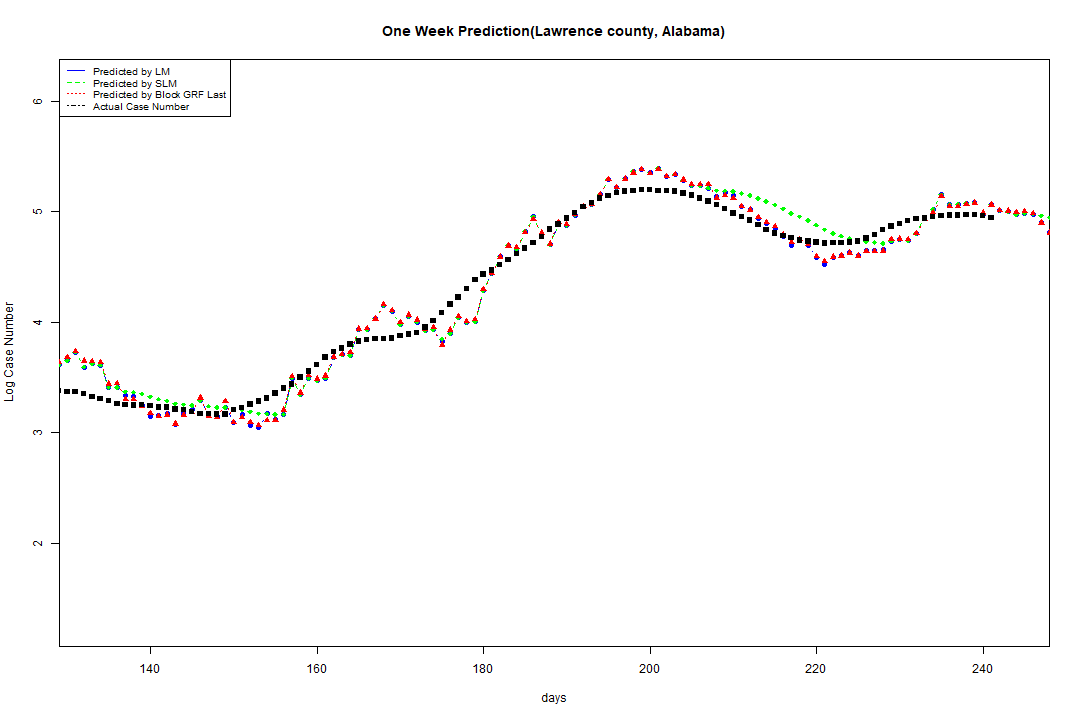 One Week Prediction(Lawrence county, Alabama)
Predicted by LM
Predicted by SLM
Predicted by Block GRF Last
Actual Case Number
6
5
4
3
2
Log Case Number
140 160 180 200 220 240
days